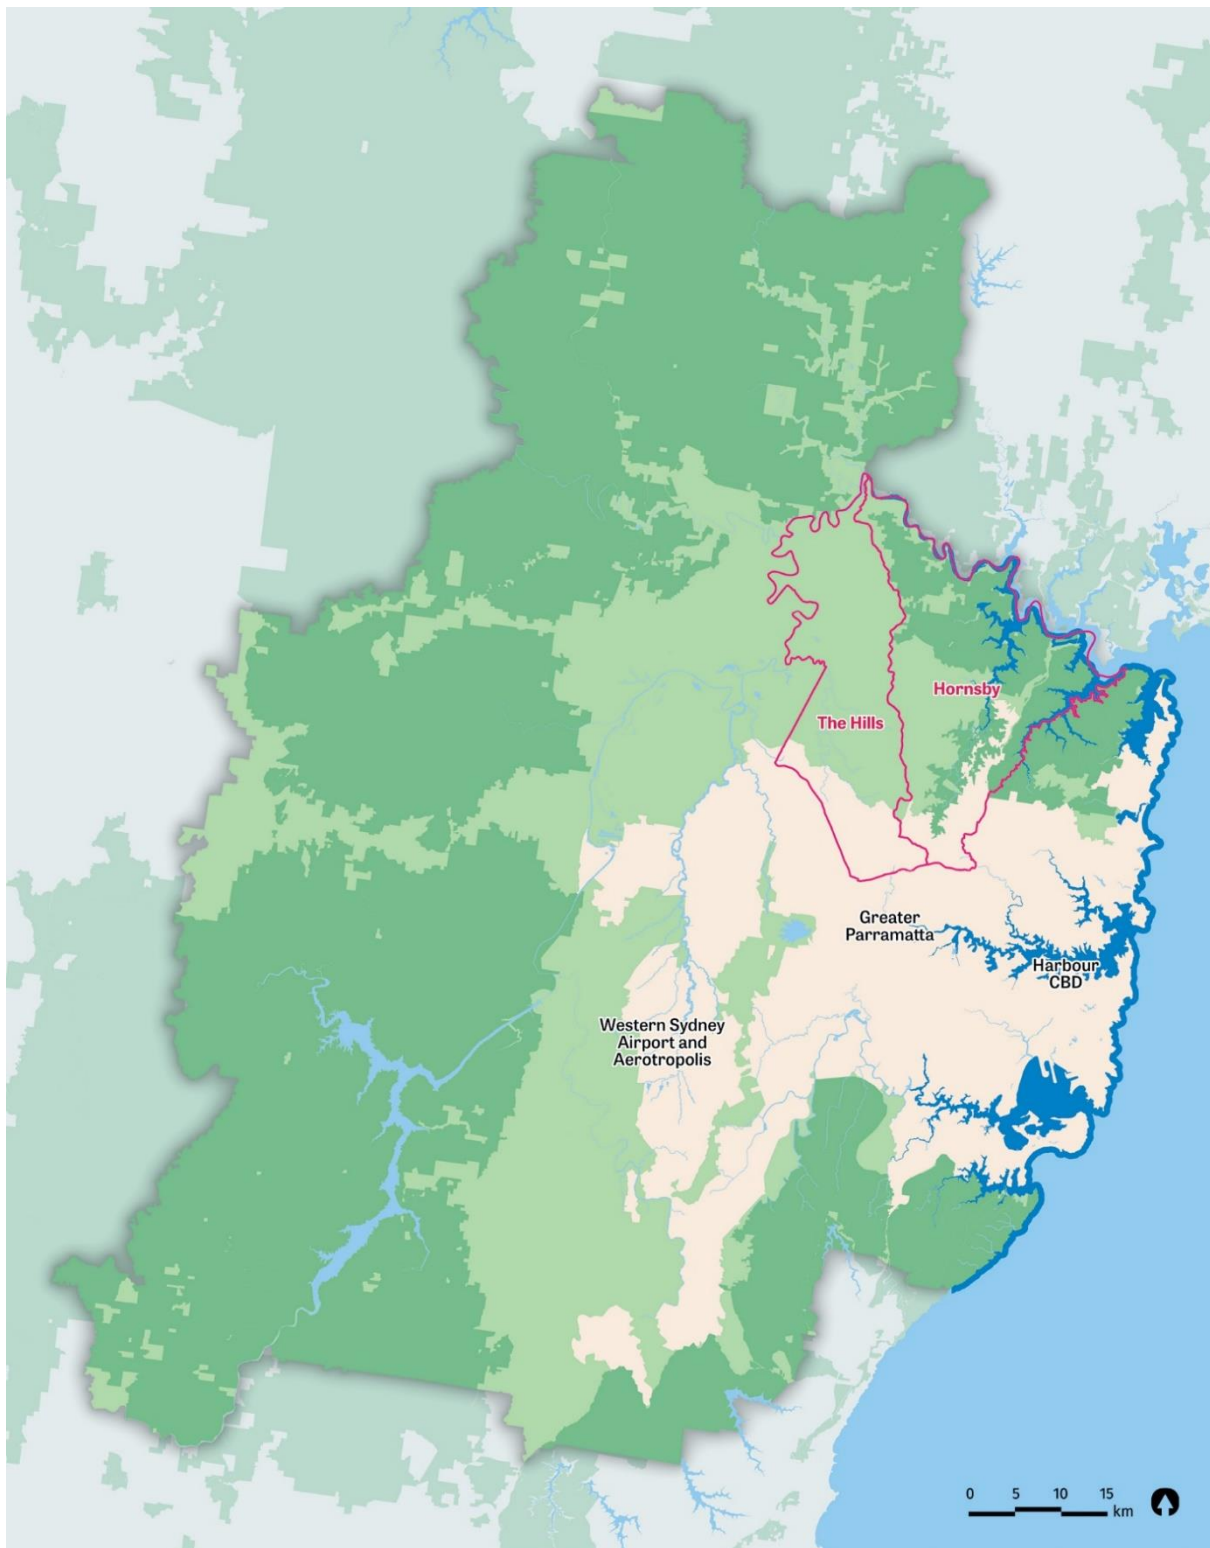 Hornsby
The Hills
Greater
Parramatta
Harbour
CBD
Western Sydney
Airport and
Aerotropolis
0 5 10 15
km